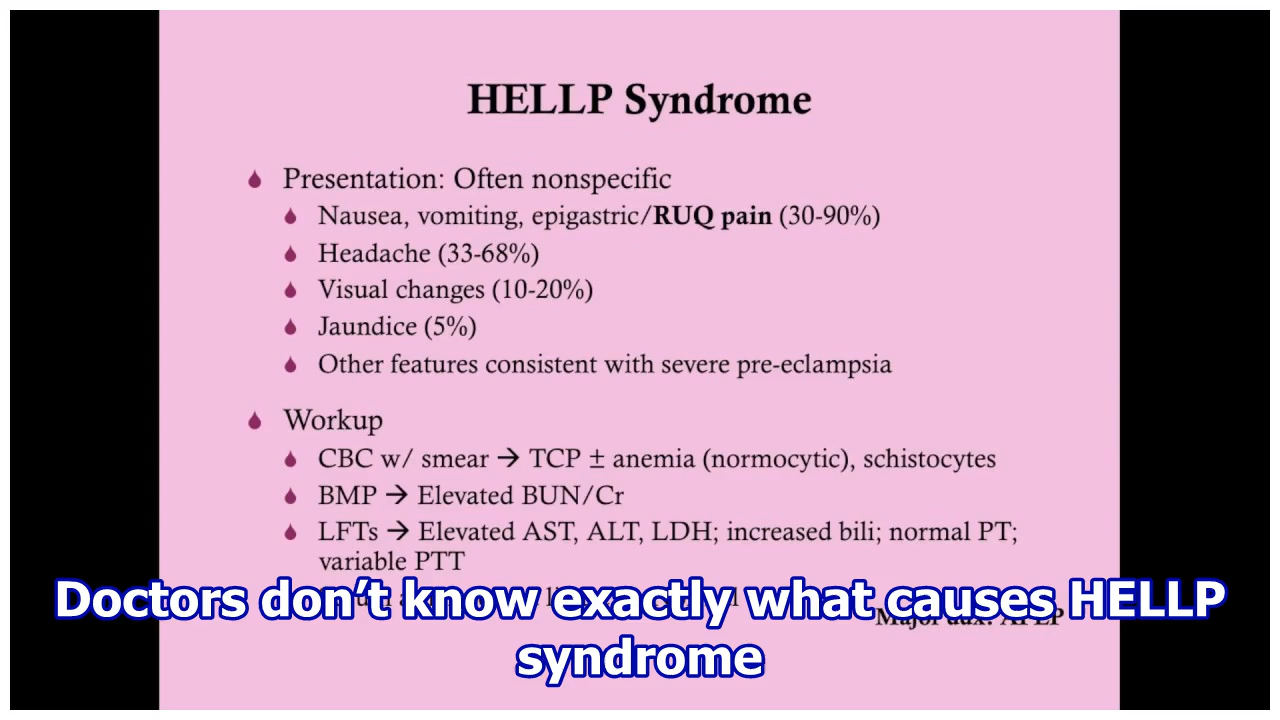 HELLP Syndrome
Presentation: Often nonspecific
Nausea, vomiting, epigastric/RUQ pain (30-90%)
Headache (33-68%)
Visual changes (10-20%)
Jaundice (5%)
Other features consistent with severe pre-eclampsia
Workup
CBC w/ smear → TCP ± anemia (normocytic), schistocytes
BMP → Elevated BUN/Cr
LFTs → Elevated AST, ALT, LDH; increased bili; normal PT;
variable PTT
Doctors don’t know exactly what causes HELLP
syndrome